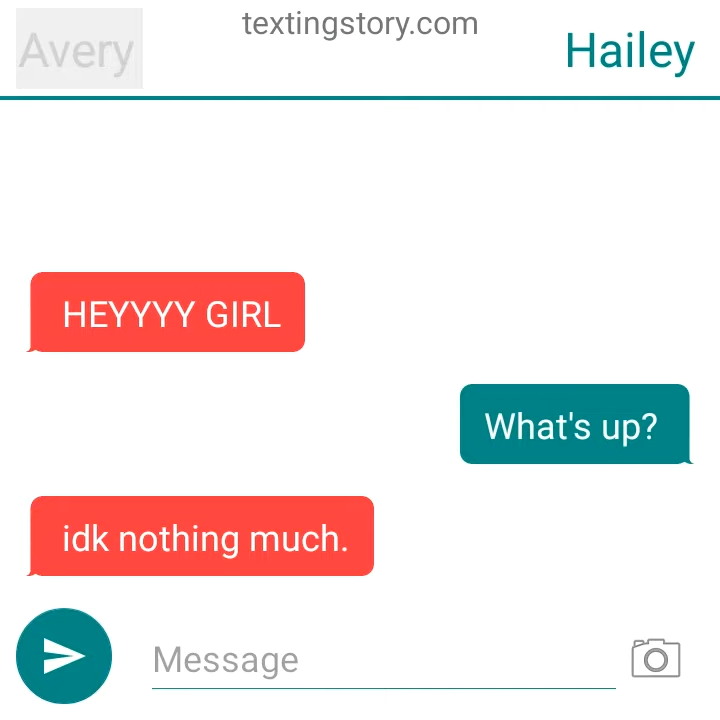 textingstory.com
Avery
Hailey
HEYYYY GIRL
What's up?
idk nothing much.
Message